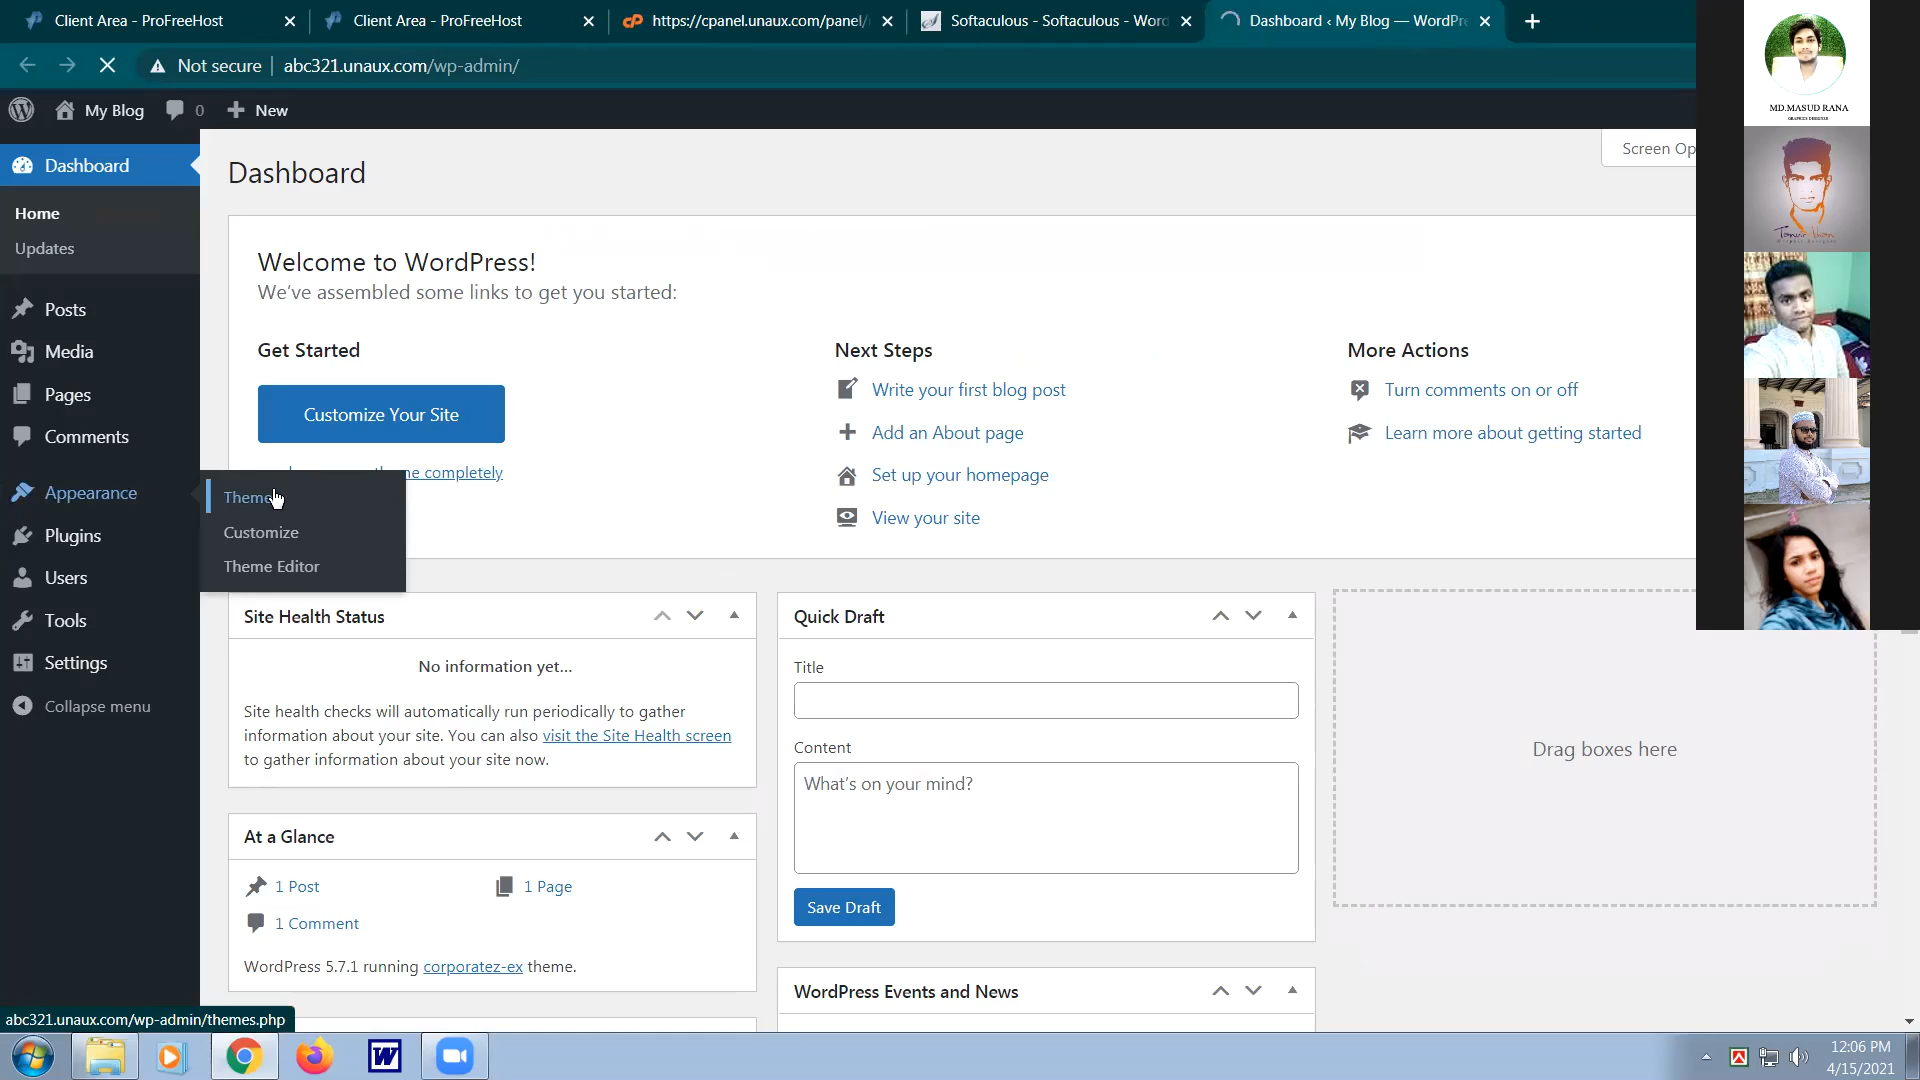 Client Area - ProFreeHost
Client Area - ProFreeHost
https://cpanel.unaux.com/panel/
Softaculous - Softaculous - Wor
Dashboard ‹ My Blog — WordPr
Not secure
abc321.unaux.com/wp-admin/
My Blog
0
New
Dashboard
Home
Updates
Posts
Media
Pages
Comments
Appearance
Themes
Customize
Theme Editor
Plugins
Users
Tools
Settings
Collapse menu
Dashboard
Screen Op
Welcome to WordPress!
We've assembled some links to get you started:
Get Started
Customize Your Site
me completely
Next Steps
Write your first blog post
Add an About page
Set up your homepage
View your site
More Actions
Turn comments on or off
Learn more about getting started
Site Health Status
No information yet...
Site health checks will automatically run periodically to gather
information about your site. You can also visit the Site Health screen
to gather information about your site now.
At a Glance
1 Post
1 Page
1 Comment
WordPress 5.7.1 running corporatez-ex theme.
Quick Draft
Title
Content
What's on your mind?
Save Draft
WordPress Events and News
Drag boxes here
MD.MASUD RANA
GRAPHICS DESIGNER
abc321.unaux.com/wp-admin/themes.php
W
12:06 PM
4/15/2021